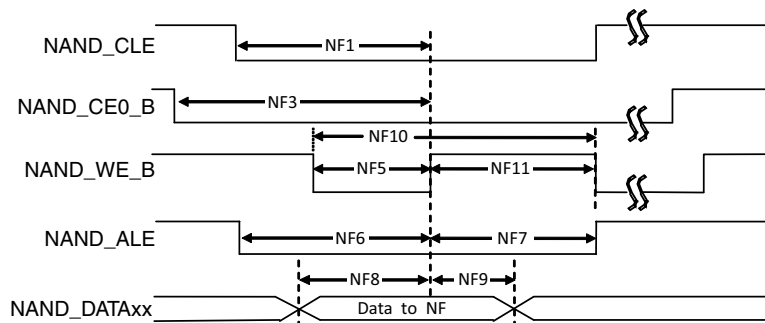 NAND_CLE
NF1
NAND_CE0_B
NF3
NF10
NAND_WE_B
NF5
NF11
NAND_ALE
NF6
NF7
NF8
NF9
NAND_DATAxx
Data to NF